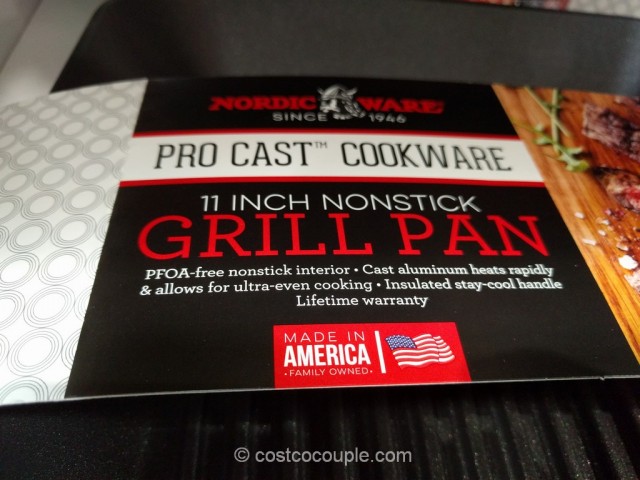 NORDIC WARE
SINCE 1946
PRO CAST™ COOKWARE
11 INCH NONSTICK
GRILL PAN
PFOA-free nonstick interior • Cast aluminum heats rapidly
& allows for ultra-even cooking • Insulated stay-cool handle
Lifetime warranty
MADE IN
AMERICA
• FAMILY OWNED •
© costcocouple.com